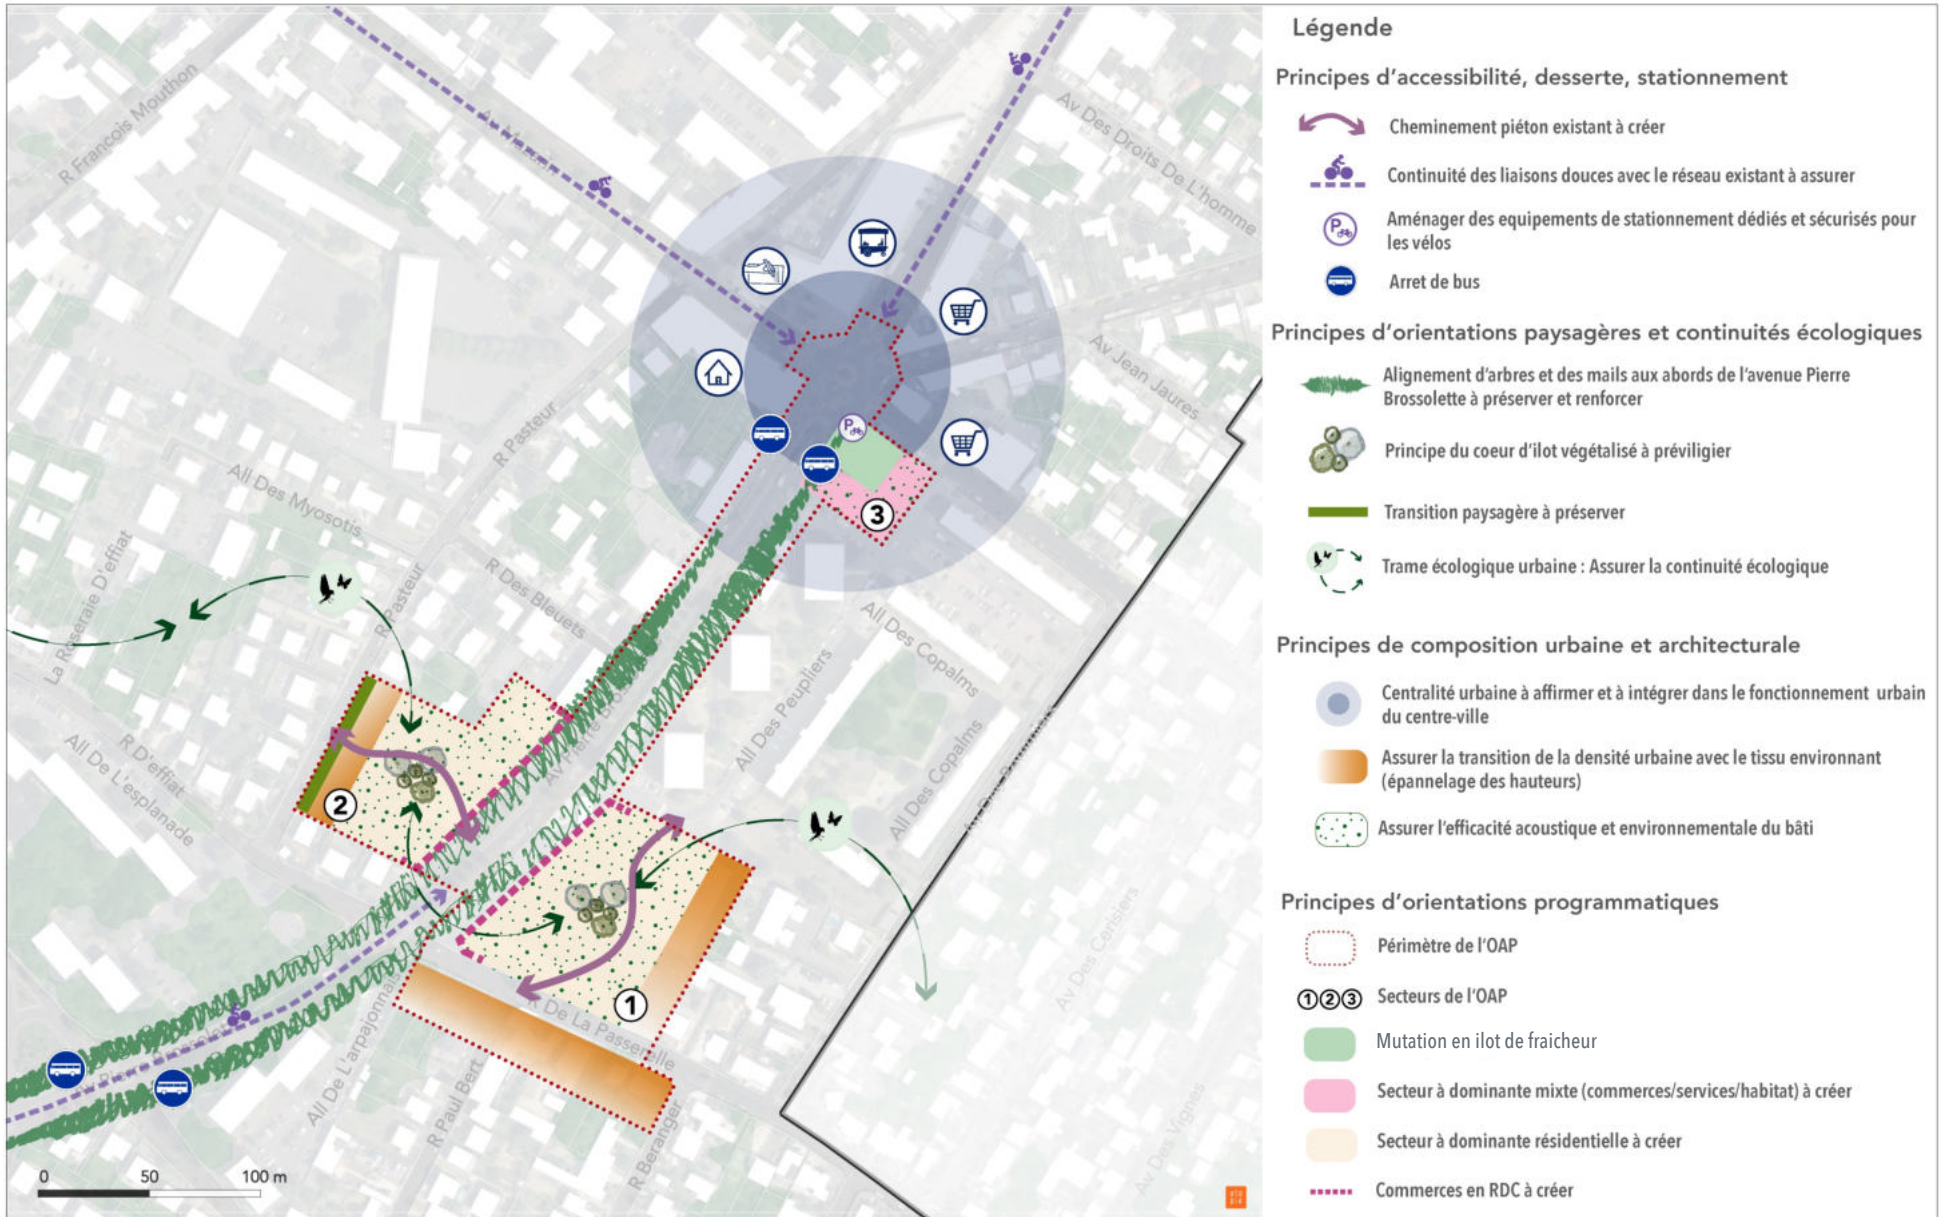 Légende
Principes d'accessibilité, desserte, stationnement
Cheminement piéton existant à créer
Continuité des liaisons douces avec le réseau existant à assurer
P
Aménager des equipements de stationnement dédiés et sécurisés pour
les vélos
Arret de bus
Principes d'orientations paysagères et continuités écologiques
Alignement d'arbres et des mails aux abords de l'avenue Pierre
Brossolette à préserver et renforcer
Principe du coeur d'ilot végétalisé à préviligier
Transition paysagère à préserver
Trame écologique urbaine : Assurer la continuité écologique
Principes de composition urbaine et architecturale
Centralité urbaine à affirmer et à intégrer dans le fonctionnement urbain
du centre-ville
Assurer la transition de la densité urbaine avec le tissu environnant
(épannelage des hauteurs)
Assurer l'efficacité acoustique et environnementale du bâti
Principes d'orientations programmatiques
Périmètre de l'OAP
1 2 3 Secteurs de l'OAP
Mutation en ilot de fraicheur
Secteur à dominante mixte (commerces/services/habitat) à créer
Secteur à dominante résidentielle à créer
Commerces en RDC à créer
R François Mouthon
Av Des Droits De L'homme
Av Jean Jaures
R Pasteur
All Des Myosotis
R Pasteur
R Des Bleuets
La Roseraie D'effiat
R D'effiat
All De L'esplanade
All Des Copalms
All Des Peupliers
All Des Copalms
Av Des Cerisiers
Av Des Vignes
R De La Passerelle
All De L'arpajonnais
R Paul Bert
R Beranger
P
3
2
1
0 50 100 m